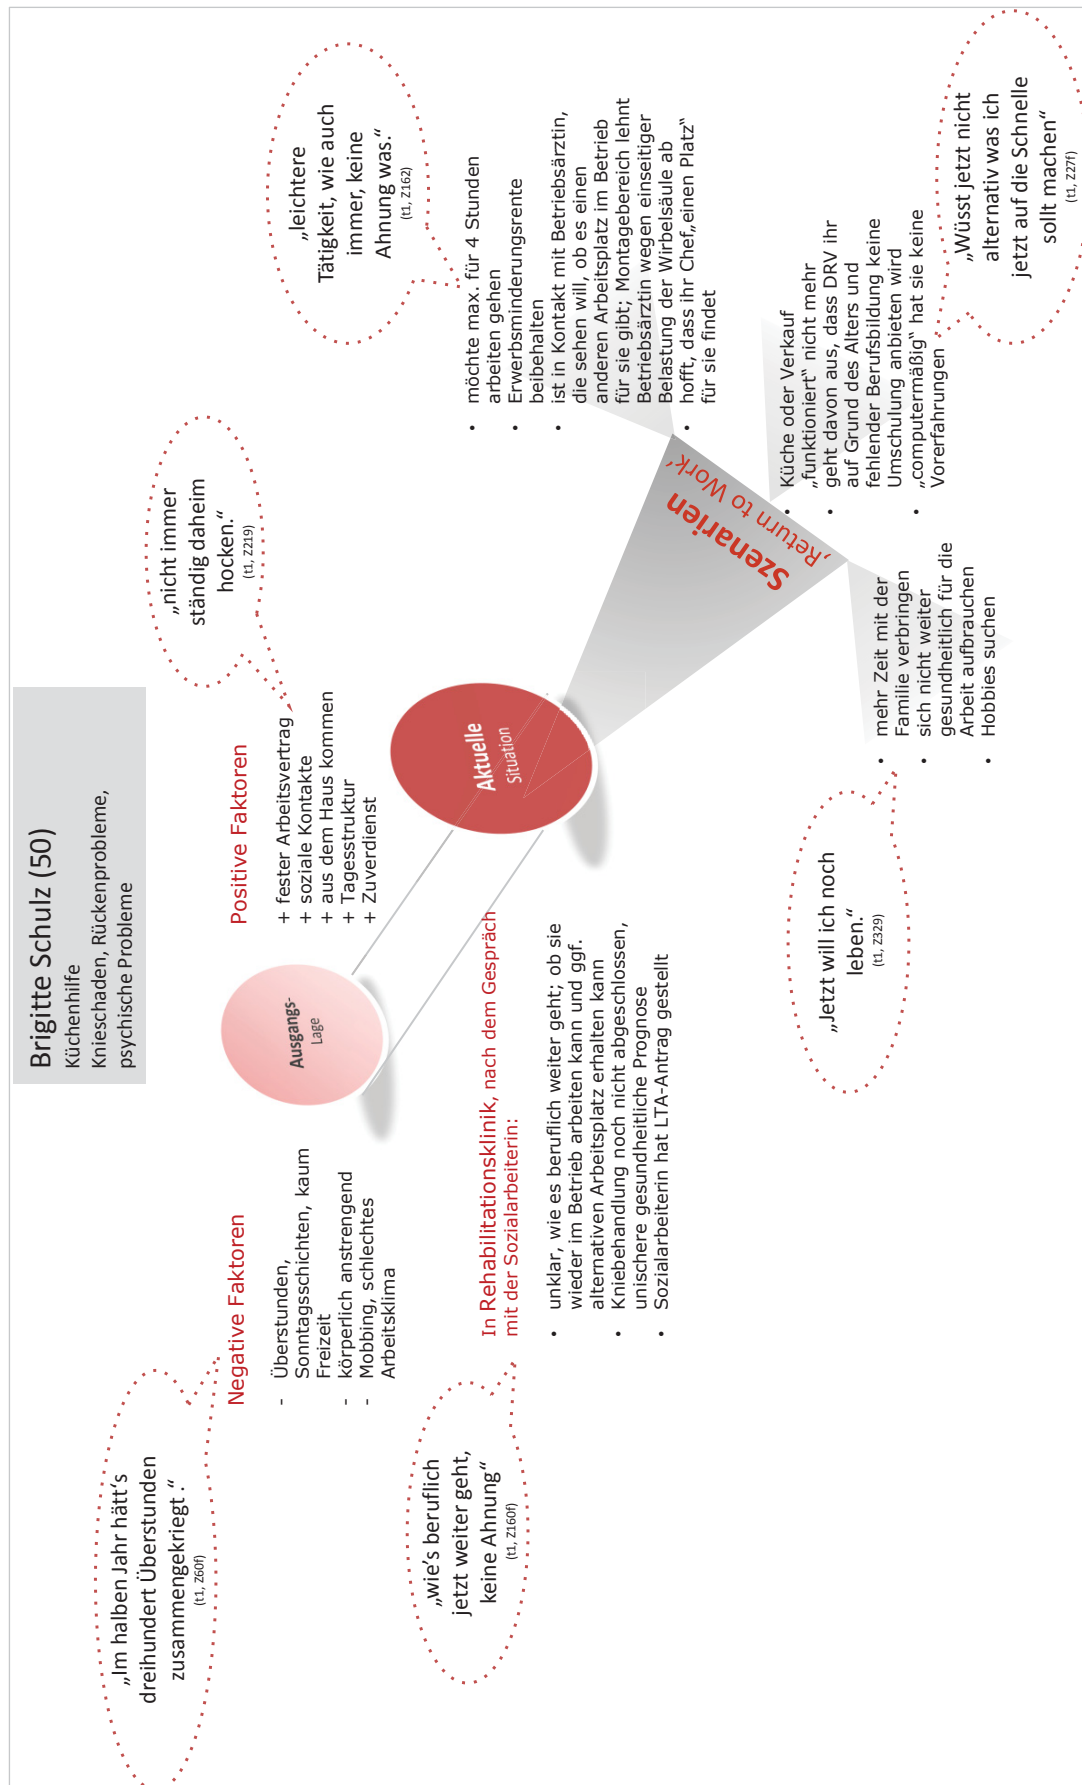 Brigitte Schulz (50)
Küchenhilfe
Knieschaden, Rückenprobleme,
psychische Probleme
„Im halben Jahr hätt‘s
dreihundert Überstunden
zusammengekriegt .“
(t1, Z60f)
Negative Faktoren
- Überstunden,
Sonntagsschichten, kaum
Freizeit
- körperlich anstrengend
- Mobbing, schlechtes
Arbeitsklima
Ausgangs-
Lage
Positive Faktoren
+ fester Arbeitsvertrag
+ soziale Kontakte
+ aus dem Haus kommen
+ Tagesstruktur
+ Zuverdienst
„nicht immer
ständig daheim
hocken.“
(t1, Z219)
„wie’s beruflich
jetzt weiter geht,
keine Ahnung“
(t1, Z160f)
In Rehabilitationsklinik, nach dem Gespräch
mit der Sozialarbeiterin:
• unklar, wie es beruflich weiter geht; ob sie
wieder im Betrieb arbeiten kann und ggf.
alternativen Arbeitsplatz erhalten kann
• Kniebehandlung noch nicht abgeschlossen,
unischere gesundheitliche Prognose
• Sozialarbeiterin hat LTA-Antrag gestellt
Aktuelle
Situation
Szenarien
‚Return to Work‘
„leichtere
Tätigkeit, wie auch
immer, keine
Ahnung was.“
(t1, Z162)
• möchte max. für 4 Stunden
arbeiten gehen
• Erwerbsminderungsrente
beibehalten
• ist in Kontakt mit Betriebsärztin,
die sehen will, ob es einen
anderen Arbeitsplatz im Betrieb
für sie gibt; Montagebereich lehnt
Betriebsärztin wegen einseitiger
Belastung der Wirbelsäule ab
• hofft, dass ihr Chef„einen Platz“
für sie findet
• Küche oder Verkauf
„funktioniert“ nicht mehr
• geht davon aus, dass DRV ihr
auf Grund des Alters und
fehlender Berufsbildung keine
Umschulung anbieten wird
• „computermäßig“ hat sie keine
Vorerfahrungen
„Wüsst jetzt nicht
alternativ was ich
jetzt auf die Schnelle
sollt machen“
(t1, Z27f)
„Jetzt will ich noch
leben.“
(t1, Z329)
• mehr Zeit mit der
Familie verbringen
• sich nicht weiter
gesundheitlich für die
Arbeit aufbrauchen
• Hobbies suchen